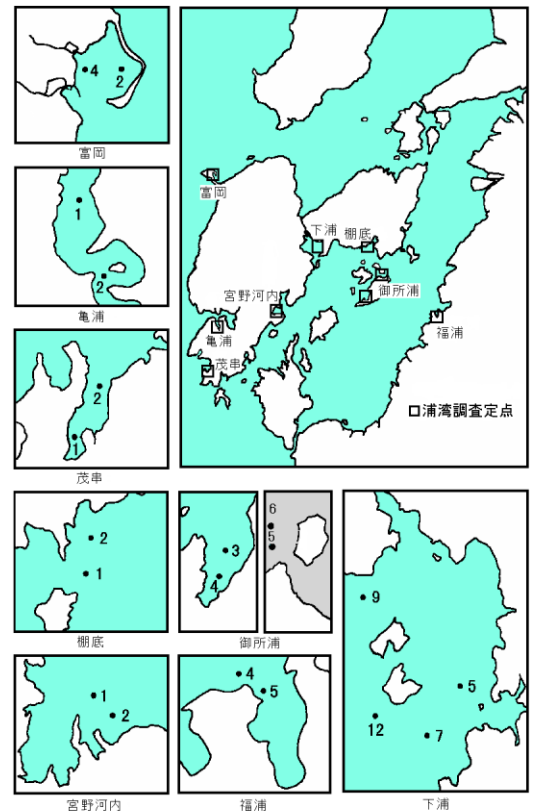 4 2
富岡
1
2
亀浦
2
1
茂串
富岡
下浦 棚底
宮野河内
御所浦
亀浦
福浦
茂串
□浦湾調査定点
2
1
棚底
3
4
6
5
御所浦
1
2
宮野河内
4
5
福浦
9
5
12
7
下浦